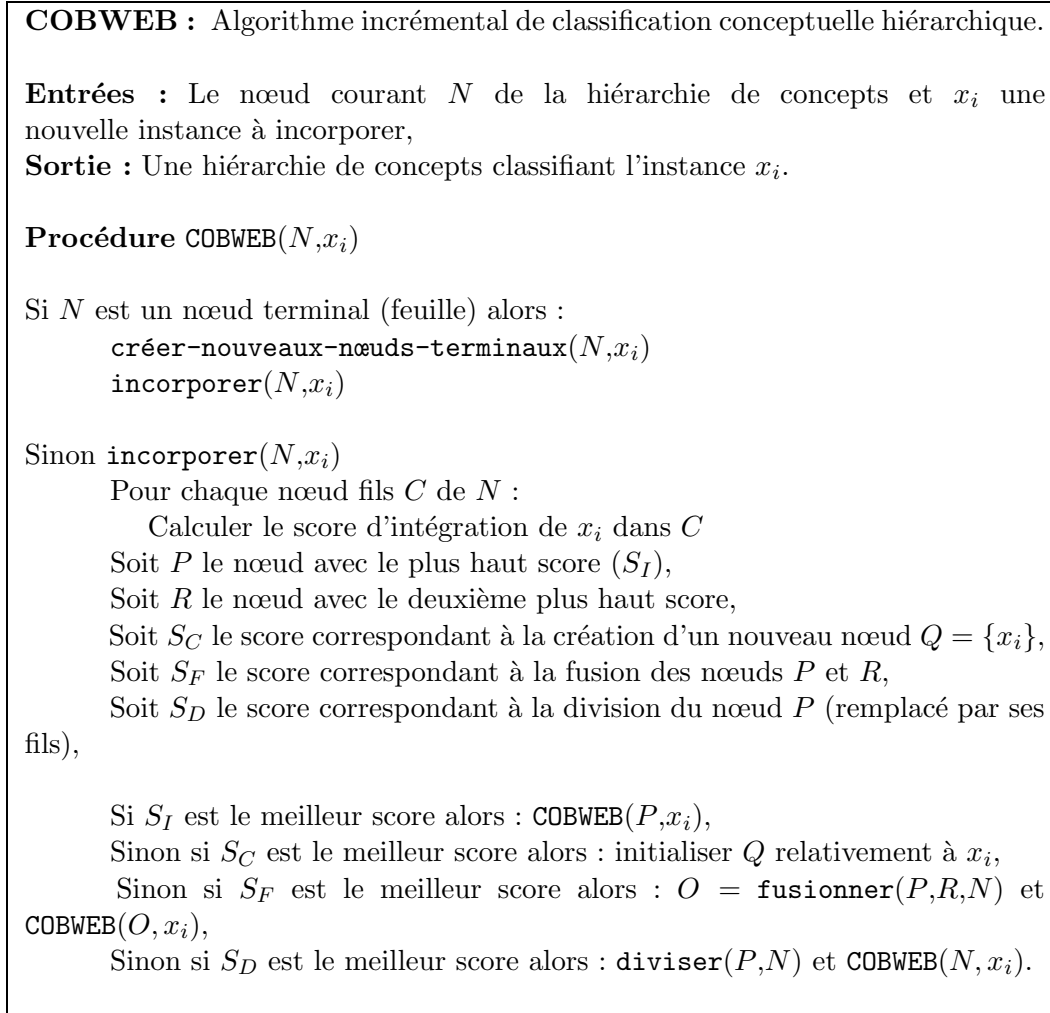 COBWEB : Algorithme incrémental de classification conceptuelle hiérarchique.
Entrées : Le nœud courant N de la hiérarchie de concepts et x_i une
nouvelle instance à incorporer,
Sortie : Une hiérarchie de concepts classifiant l'instance x_i.
Procédure COBWEB(N,x_i)
Si N est un nœud terminal (feuille) alors :
créer-nouveaux-nœuds-terminaux(N,x_i)
incorporer(N,x_i)
Sinon incorporer(N,x_i)
Pour chaque nœud fils C de N :
Calculer le score d'intégration de x_i dans C
Soit P le nœud avec le plus haut score (S_I),
Soit R le nœud avec le deuxième plus haut score,
Soit S_C le score correspondant à la création d'un nouveau nœud Q = {x_i},
Soit S_F le score correspondant à la fusion des nœuds P et R,
Soit S_D le score correspondant à la division du nœud P (remplacé par ses
fils),
Si S_I est le meilleur score alors : COBWEB(P,x_i),
Sinon si S_C est le meilleur score alors : initialiser Q relativement à x_i,
Sinon si S_F est le meilleur score alors : O = fusionner(P,R,N) et
COBWEB(O, x_i),
Sinon si S_D est le meilleur score alors : diviser(P,N) et COBWEB(N, x_i).